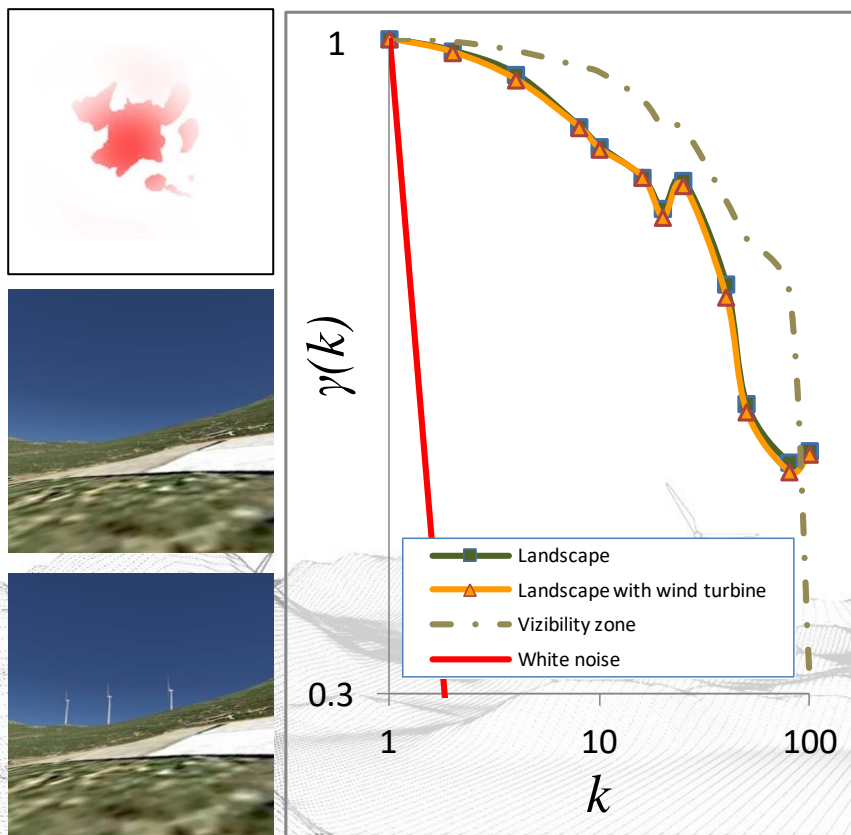 1
γ(k)
Landscape
Landscape with wind turbine
Vizibility zone
White noise
0.3
1 10 100
k